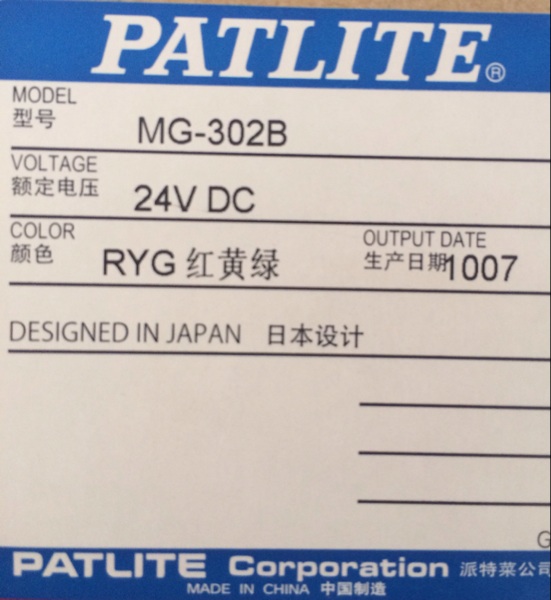 PATLITE®
MODEL
型号 MG-302B
VOLTAGE
额定电压 24V DC
COLOR
颜色 RYG 红黄绿
OUTPUT DATE
生产日期 1007
DESIGNED IN JAPAN 日本设计
G
PATLITE Corporation 派特莱公司
MADE IN CHINA 中国制造